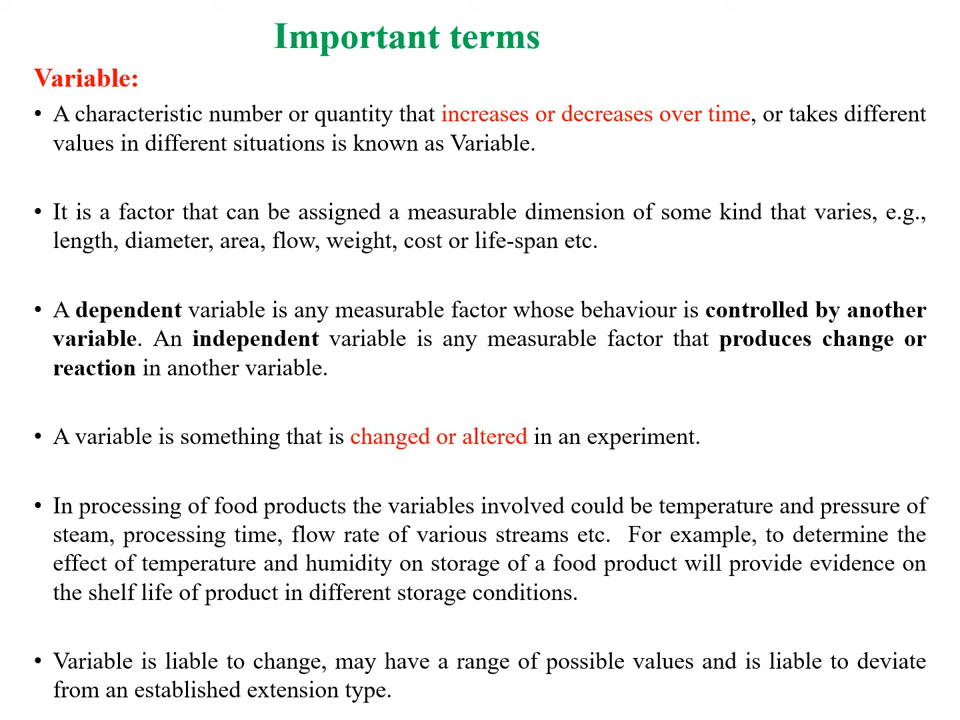 Important terms
Variable:
• A characteristic number or quantity that increases or decreases over time, or takes different
values in different situations is known as Variable.
• It is a factor that can be assigned a measurable dimension of some kind that varies, e.g.,
length, diameter, area, flow, weight, cost or life-span etc.
• A dependent variable is any measurable factor whose behaviour is controlled by another
variable. An independent variable is any measurable factor that produces change or
reaction in another variable.
• A variable is something that is changed or altered in an experiment.
• In processing of food products the variables involved could be temperature and pressure of
steam, processing time, flow rate of various streams etc.  For example, to determine the
effect of temperature and humidity on storage of a food product will provide evidence on
the shelf life of product in different storage conditions.
• Variable is liable to change, may have a range of possible values and is liable to deviate
from an established extension type.